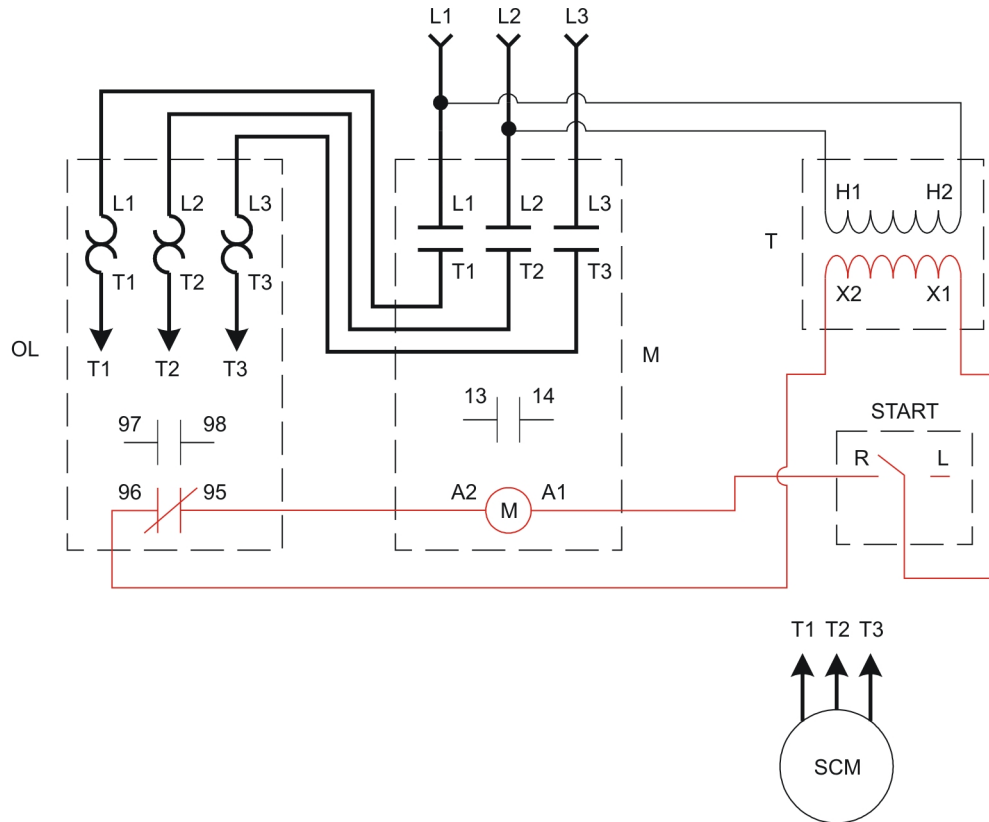 L1 L2 L3
L1 L2 L3 L1 L2 L3 H1 H2
T
T1 T2 T3 T1 T2 T3 X2 X1
OL T1 T2 T3 M
13 14 START
97 98
R L
96 95 A2 M A1
T1 T2 T3
SCM